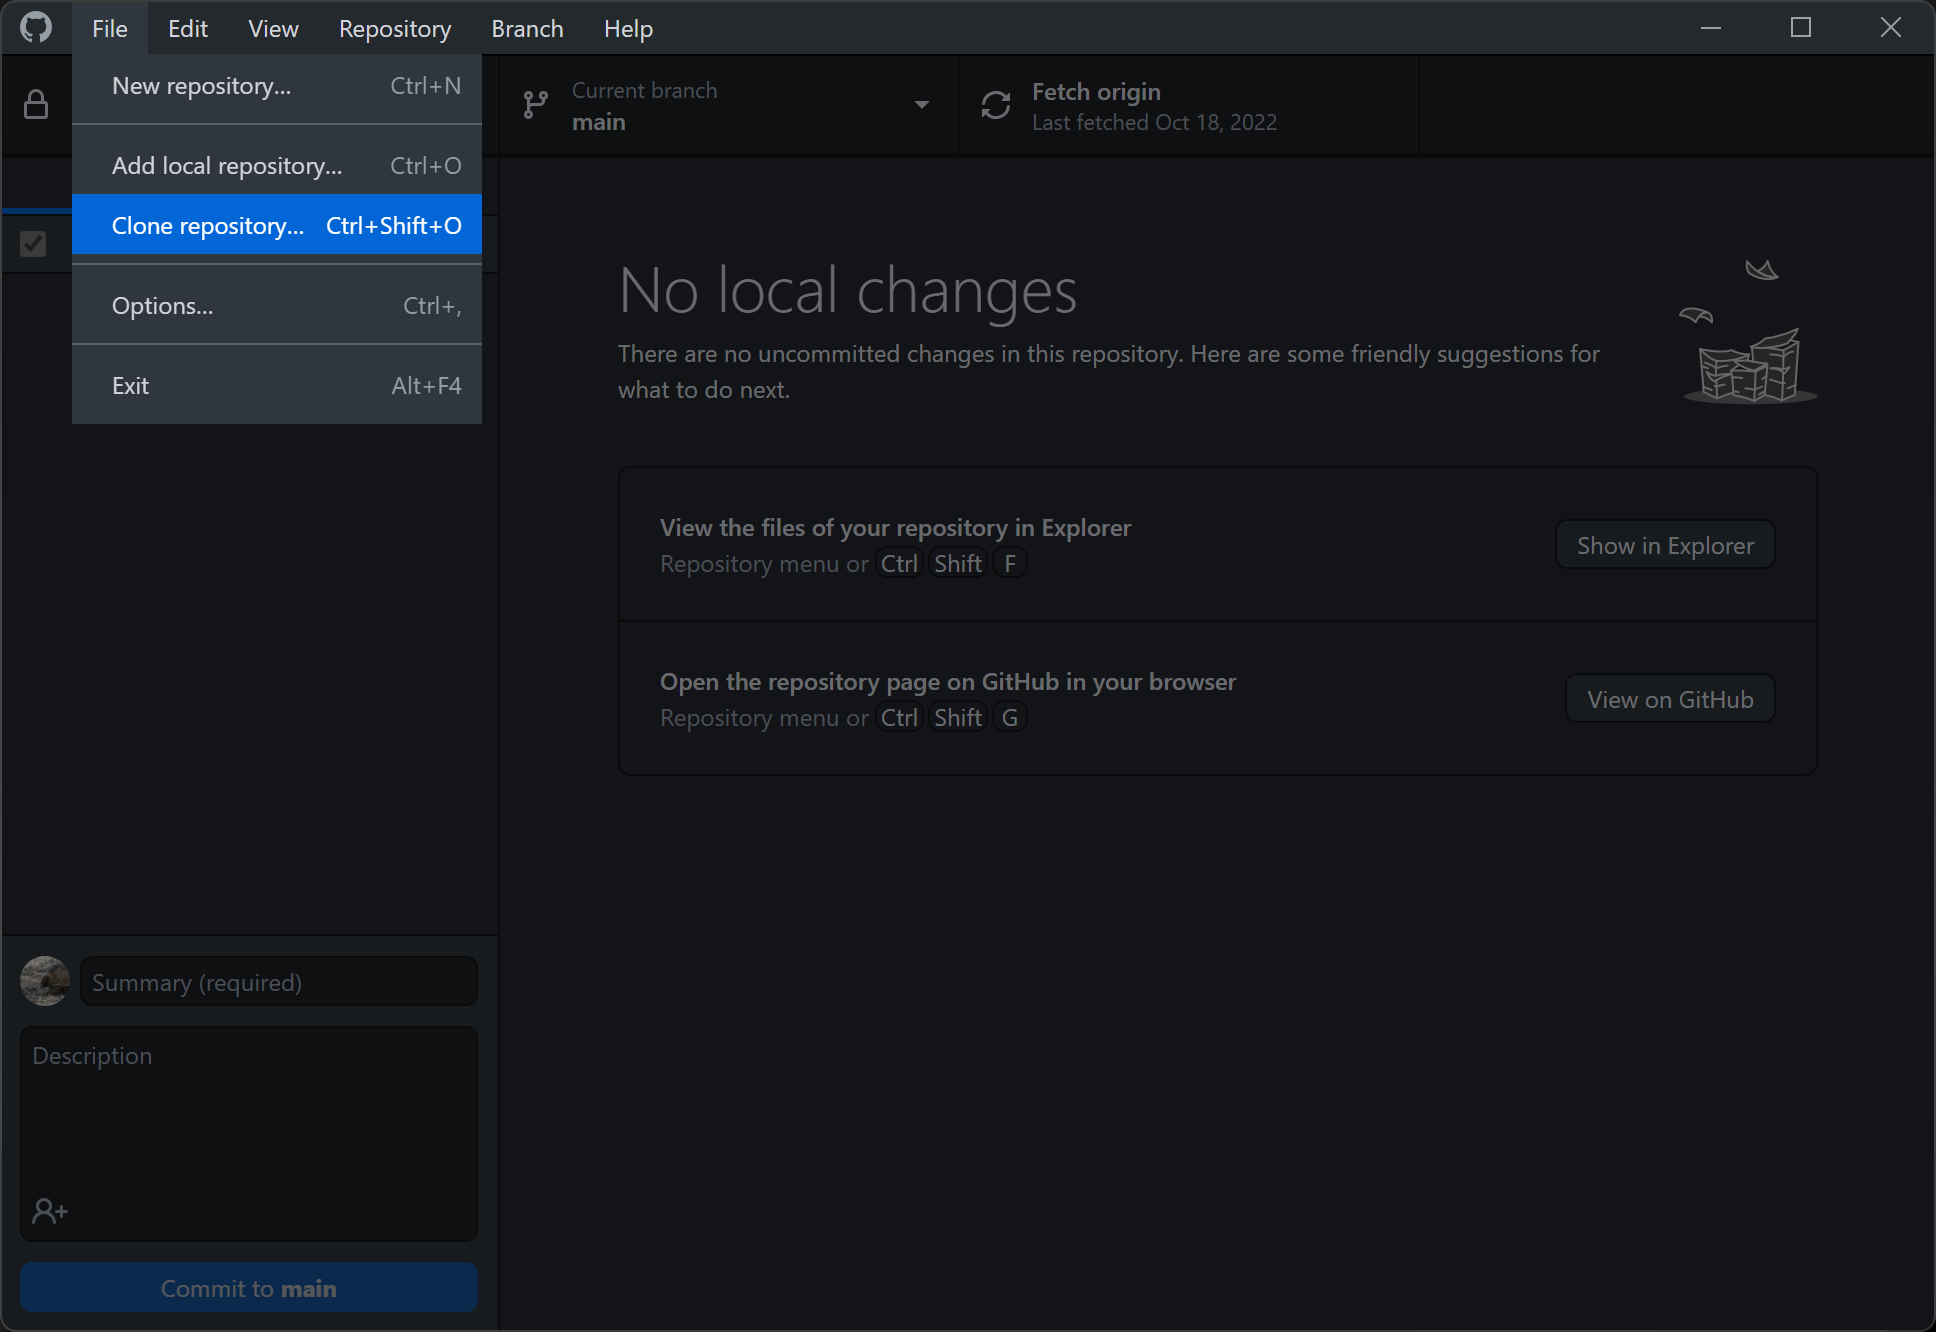 File Edit View Repository Branch Help
New repository... Ctrl+N
Add local repository... Ctrl+O
Clone repository... Ctrl+Shift+O
Options... Ctrl+,
Exit Alt+F4
Current branch
main
Fetch origin
Last fetched Oct 18, 2022
No local changes
There are no uncommitted changes in this repository. Here are some friendly suggestions for
what to do next.
View the files of your repository in Explorer
Repository menu or Ctrl Shift F
Show in Explorer
Open the repository page on GitHub in your browser
Repository menu or Ctrl Shift G
View on GitHub
Summary (required)
Description
Commit to main